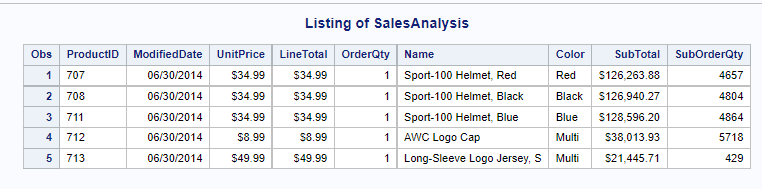 Listing of SalesAnalysis
Obs ProductID ModifiedDate UnitPrice LineTotal OrderQty Name Color SubTotal SubOrderQty
1 707 06/30/2014 $34.99 $34.99 1 Sport-100 Helmet, Red Red $126,263.88 4657
2 708 06/30/2014 $34.99 $34.99 1 Sport-100 Helmet, Black Black $126,940.27 4804
3 711 06/30/2014 $34.99 $34.99 1 Sport-100 Helmet, Blue Blue $128,596.20 4864
4 712 06/30/2014 $8.99 $8.99 1 AWC Logo Cap Multi $38,013.93 5718
5 713 06/30/2014 $49.99 $49.99 1 Long-Sleeve Logo Jersey, S Multi $21,445.71 429